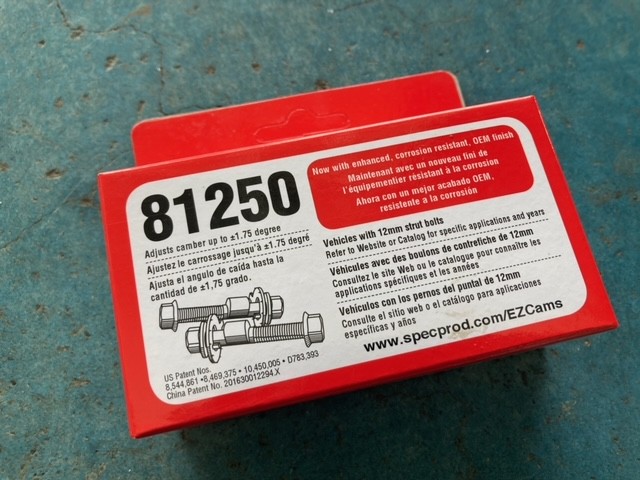 81250
Adjusts camber up to ±1.75 degree
Ajustez le carrossage jusqu'à ±1.75 degré
Ajusta el angulo de caída hasta la
cantidad de ±1,75 grado.
US Patent Nos.
8,544,861 •8,469,375 • 10,450,005 • D783,393
China Patent No. 201630012294.X
Now with enhanced, corrosion resistant, OEM finish
Maintenant avec un nouveau fini de
l'équipementier résistant à la corrosion
Ahora con un mejor acabado OEM,
resistente a la corrosión
Vehicles with 12mm strut bolts
Refer to Website or Catalog for specific applications and years
Véhicules avec des boulons de contrefiche de 12mm
Consultez le site Web ou le catalogue pour connaître les
applications spécifiques et les années
Vehículos con los pernos del puntal de 12mm
Consulte el sitio web o el catálogo para aplicaciones
específicas y años
www.specprod.com/EZCams